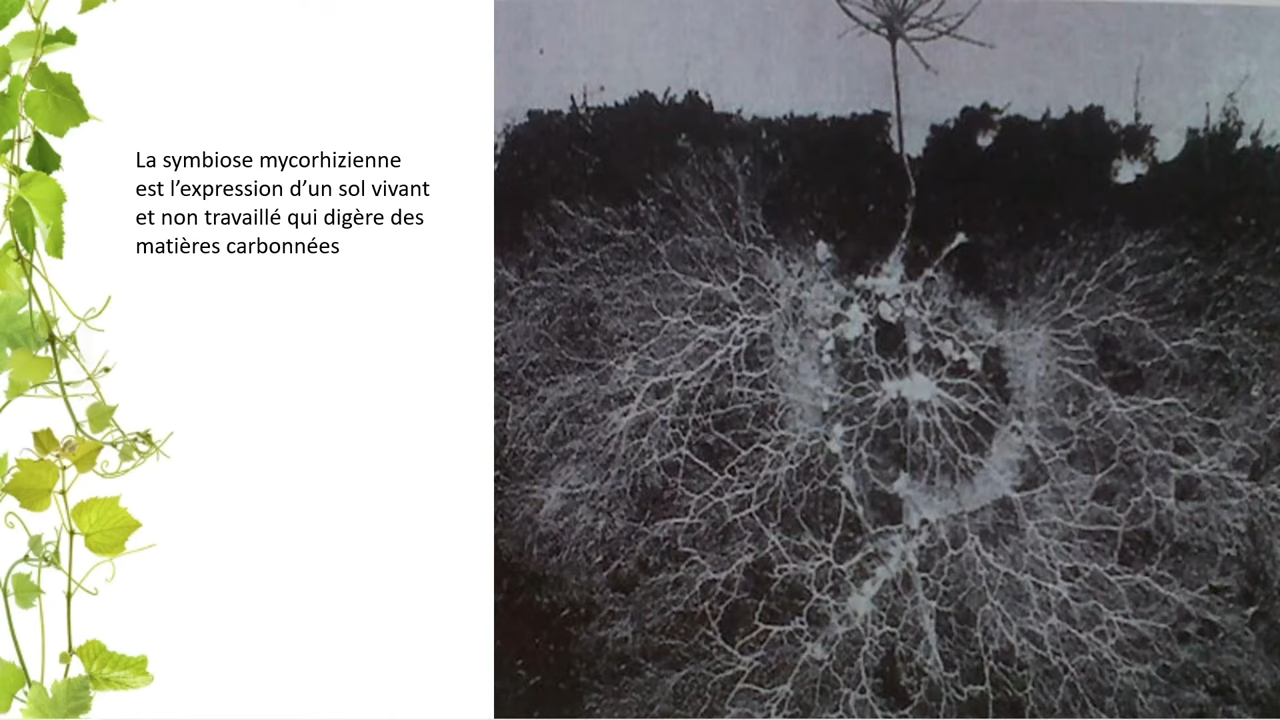 La symbiose mycorhizienne
est l’expression d’un sol vivant
et non travaillé qui digère des
matières carbonnées